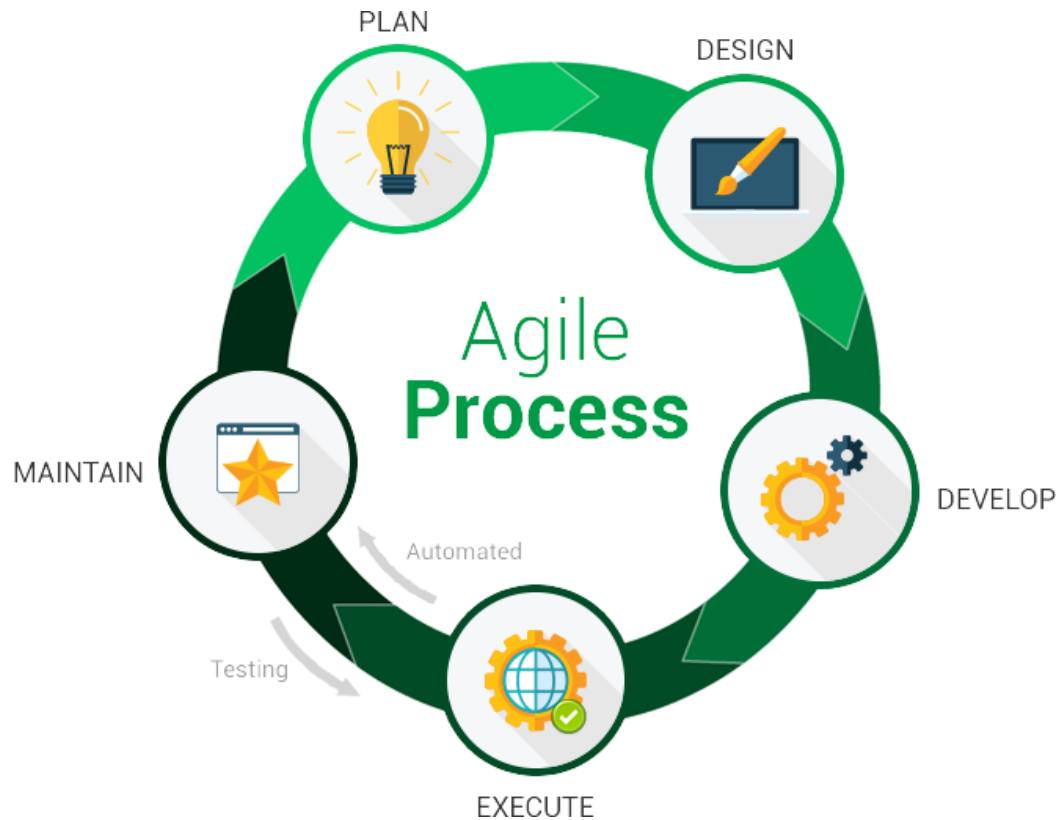 PLAN
DESIGN
Agile
Process
MAINTAIN
DEVELOP
Automated
Testing
EXECUTE